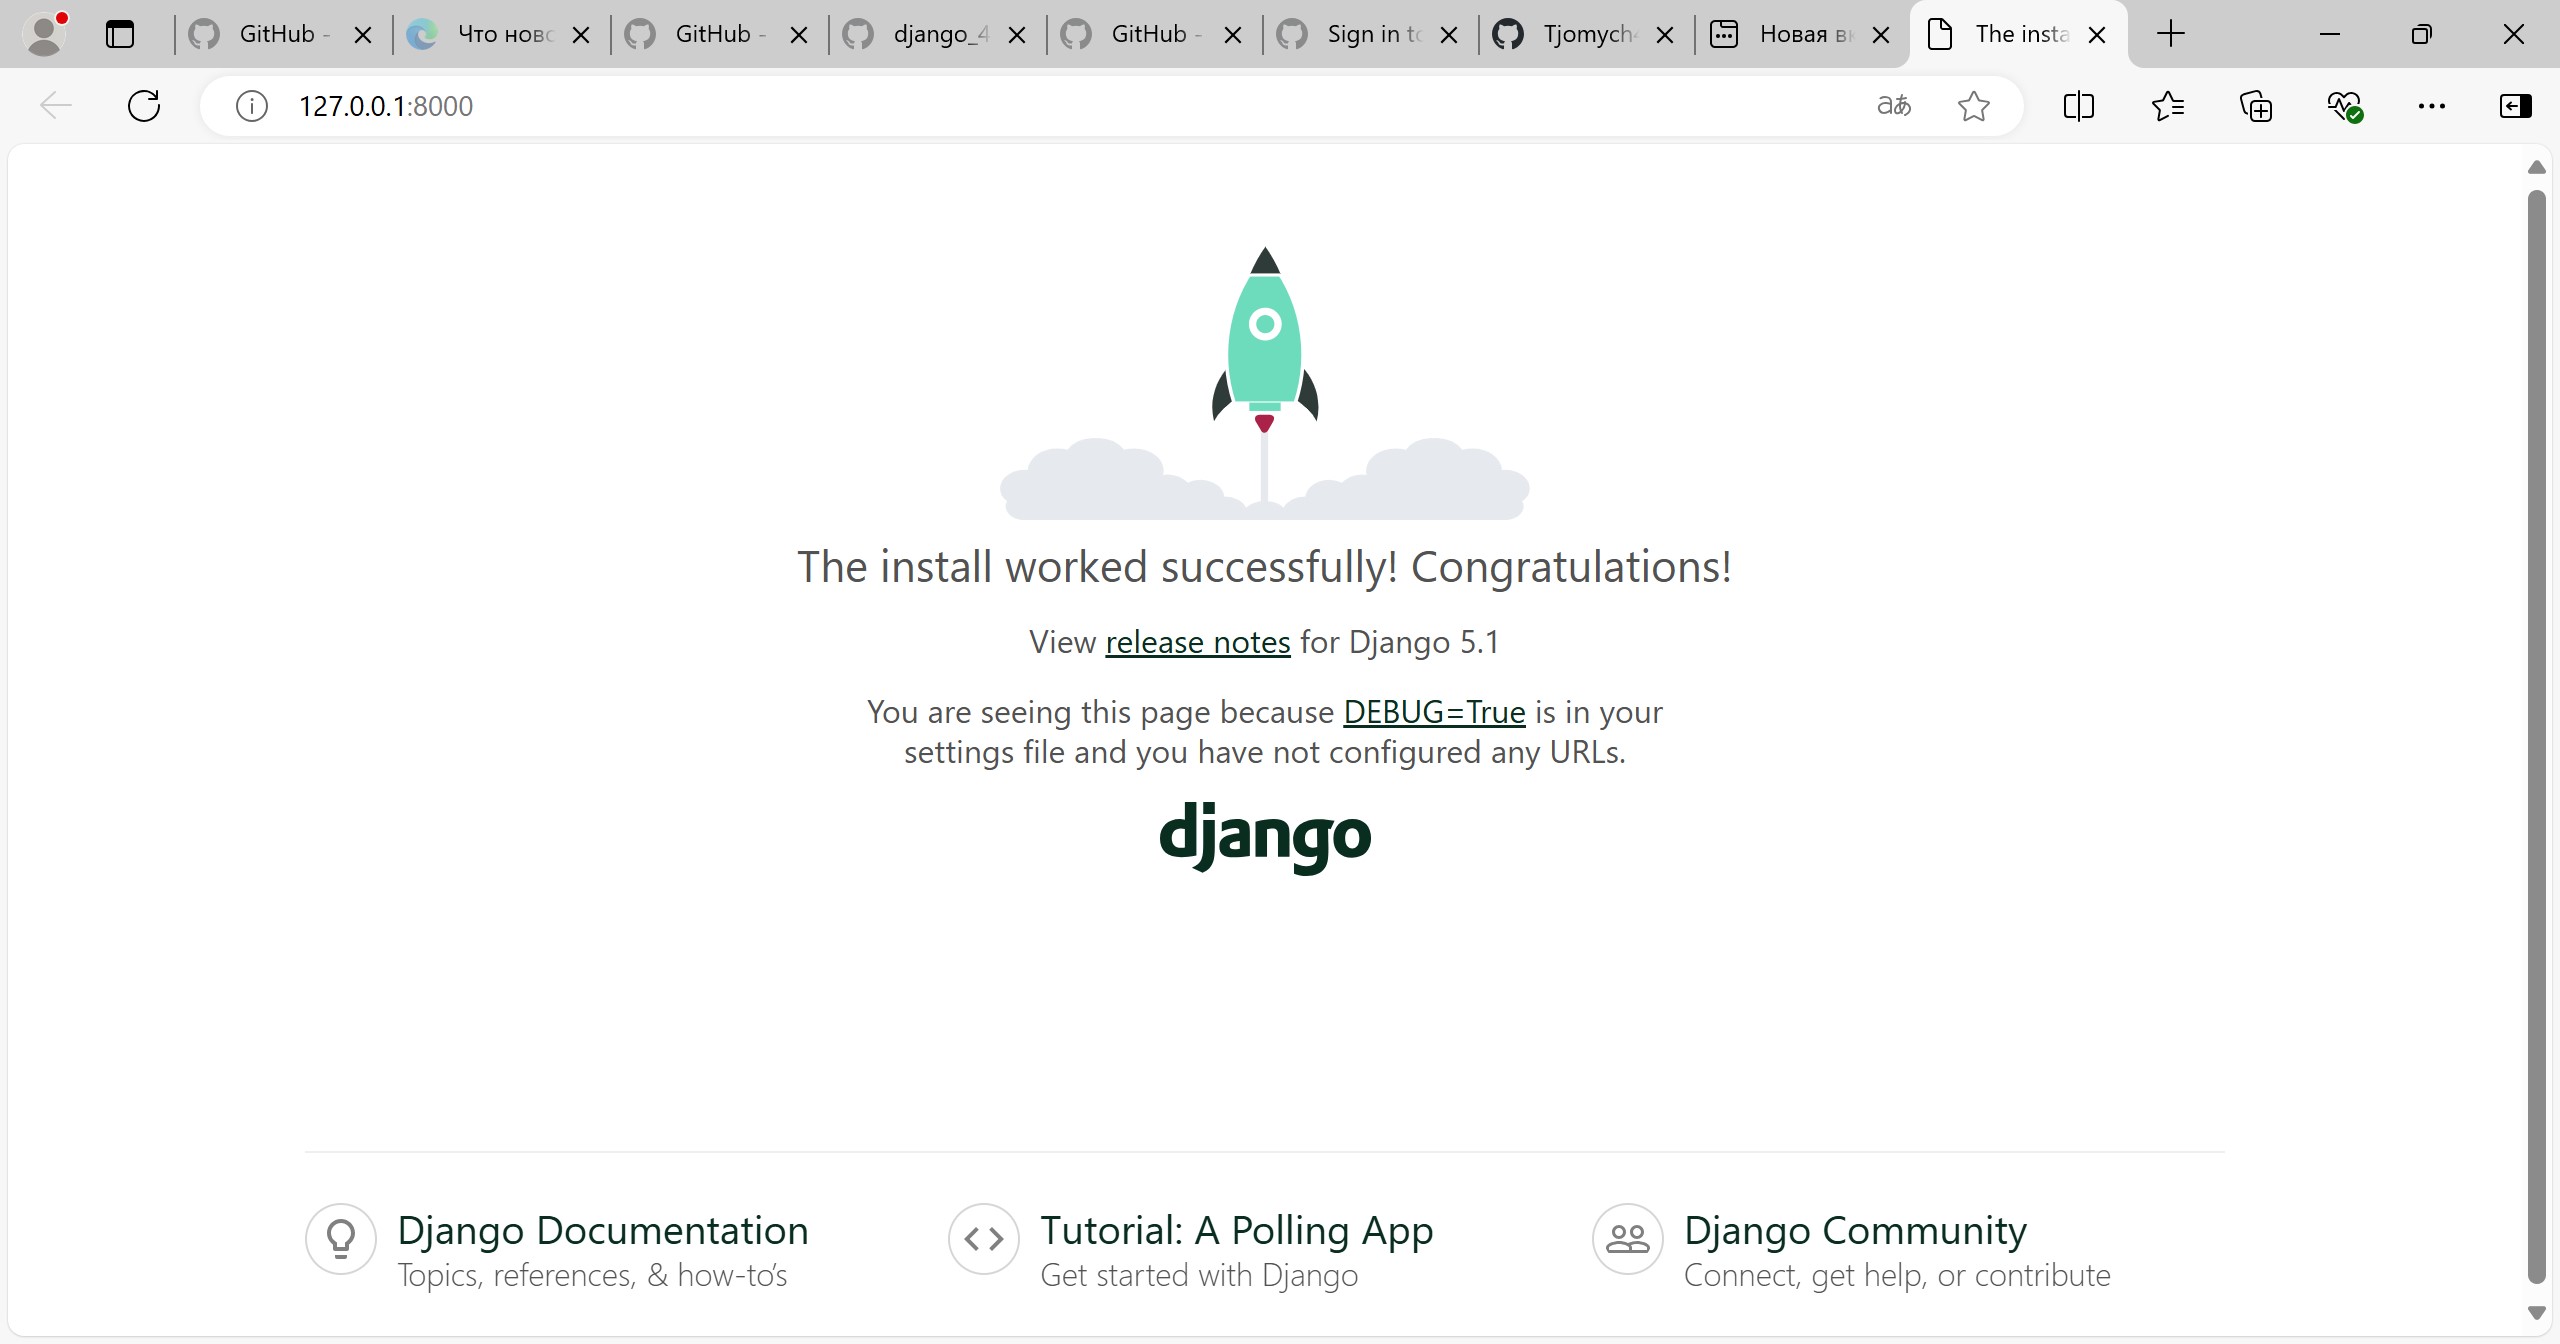 GitHub -
Что ново
GitHub -
django_4
GitHub -
Sign in to
Tjomych
Новая вк
The insta
127.0.0.1:8000
aあ
The install worked successfully! Congratulations!
View release notes for Django 5.1
You are seeing this page because DEBUG=True is in your
settings file and you have not configured any URLs.
django
Django Documentation
Topics, references, & how-to’s
Tutorial: A Polling App
Get started with Django
Django Community
Connect, get help, or contribute